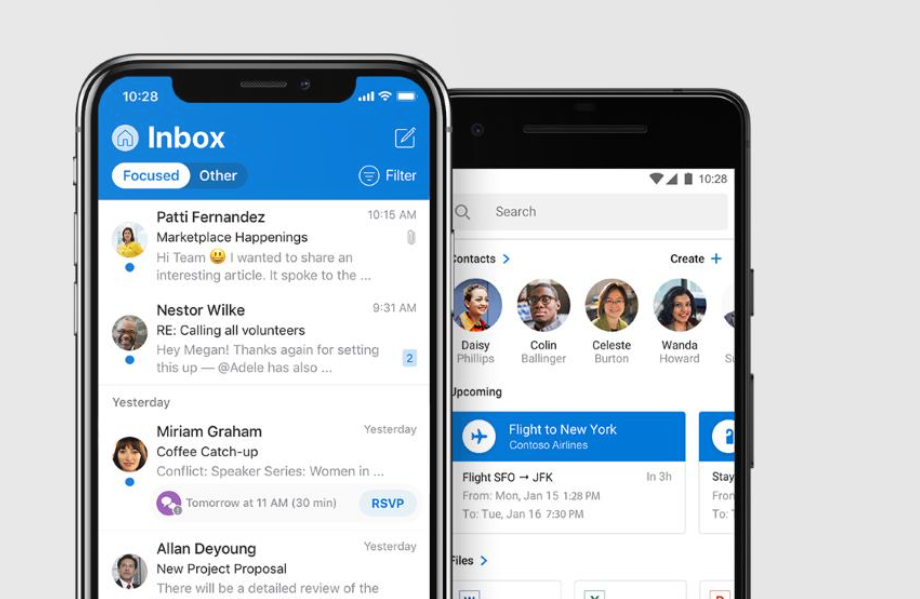 10:28
Inbox
Focused
Other
Filter
Patti Fernandez
10:15 AM
Marketplace Happenings
Hi Team 😃 I wanted to share an
interesting article. It spoke to the ...
Nestor Wilke
9:31 AM
RE: Calling all volunteers
Hey Megan! Thanks again for setting
this up — @Adele has also ...
2
Yesterday
Miriam Graham
Yesterday
Coffee Catch-up
Conflict: Speaker Series: Women in ...
Tomorrow at 11 AM (30 min)
RSVP
Allan Deyoung
Yesterday
New Project Proposal
There will be a detailed review of the
10:28
Search
Contacts
Create +
Daisy
Phillips
Colin
Ballinger
Celeste
Burton
Wanda
Howard
Upcoming
Flight to New York
Contoso Airlines
Flight SFO → JFK
In 3h
From: Mon, Jan 15 1:28 PM
To: Tue, Jan 16 7:30 PM
Stay
From
To:
Files